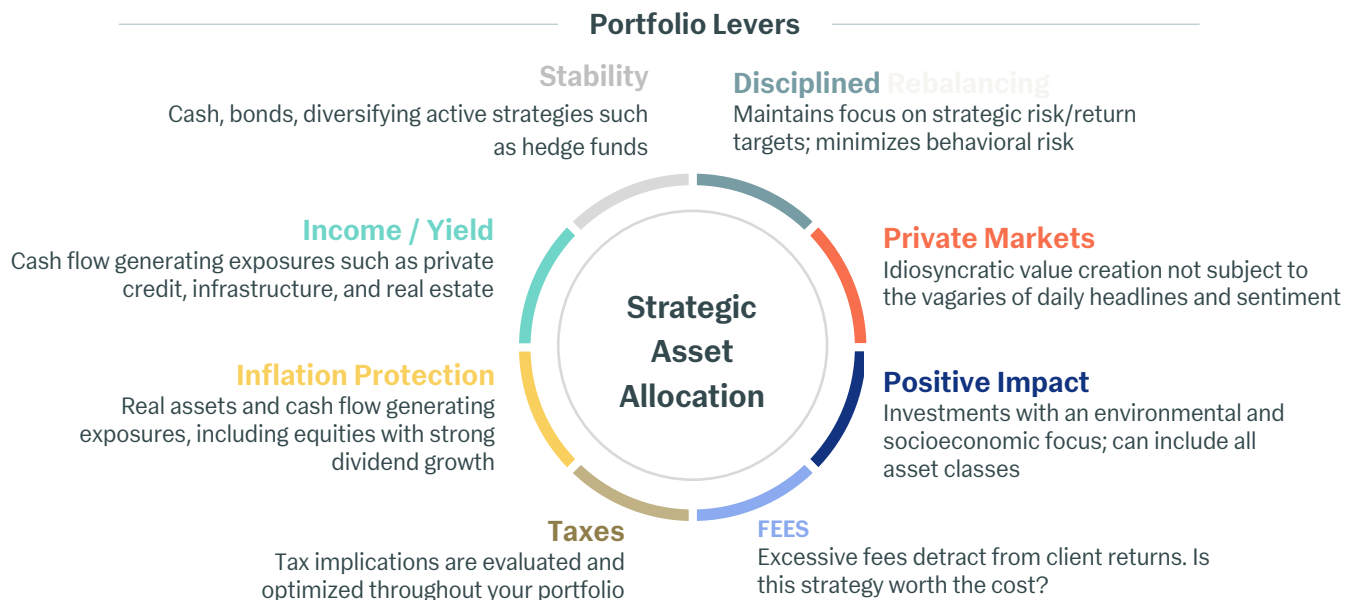 Portfolio Levers
Stability
Cash, bonds, diversifying active strategies such
as hedge funds
Disciplined Rebalancing
Maintains focus on strategic risk/return
targets; minimizes behavioral risk
Income / Yield
Cash flow generating exposures such as private
credit, infrastructure, and real estate
Private Markets
Idiosyncratic value creation not subject to
the vagaries of daily headlines and sentiment
Strategic
Asset
Allocation
Inflation Protection
Real assets and cash flow generating
exposures, including equities with strong
dividend growth
Positive Impact
Investments with an environmental and
socioeconomic focus; can include all
asset classes
Taxes
Tax implications are evaluated and
optimized throughout your portfolio
FEES
Excessive fees detract from client returns. Is
this strategy worth the cost?